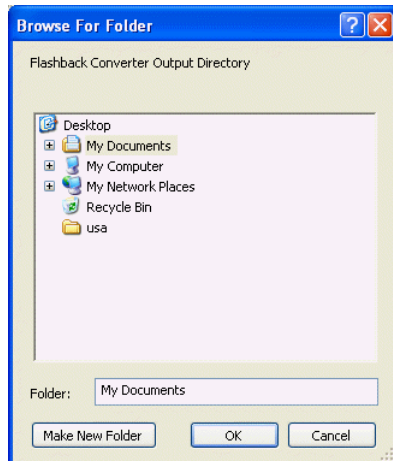 Browse For Folder
Flashback Converter Output Directory
Desktop
My Documents
My Computer
My Network Places
Recycle Bin
usa
Folder: My Documents
Make New Folder OK Cancel